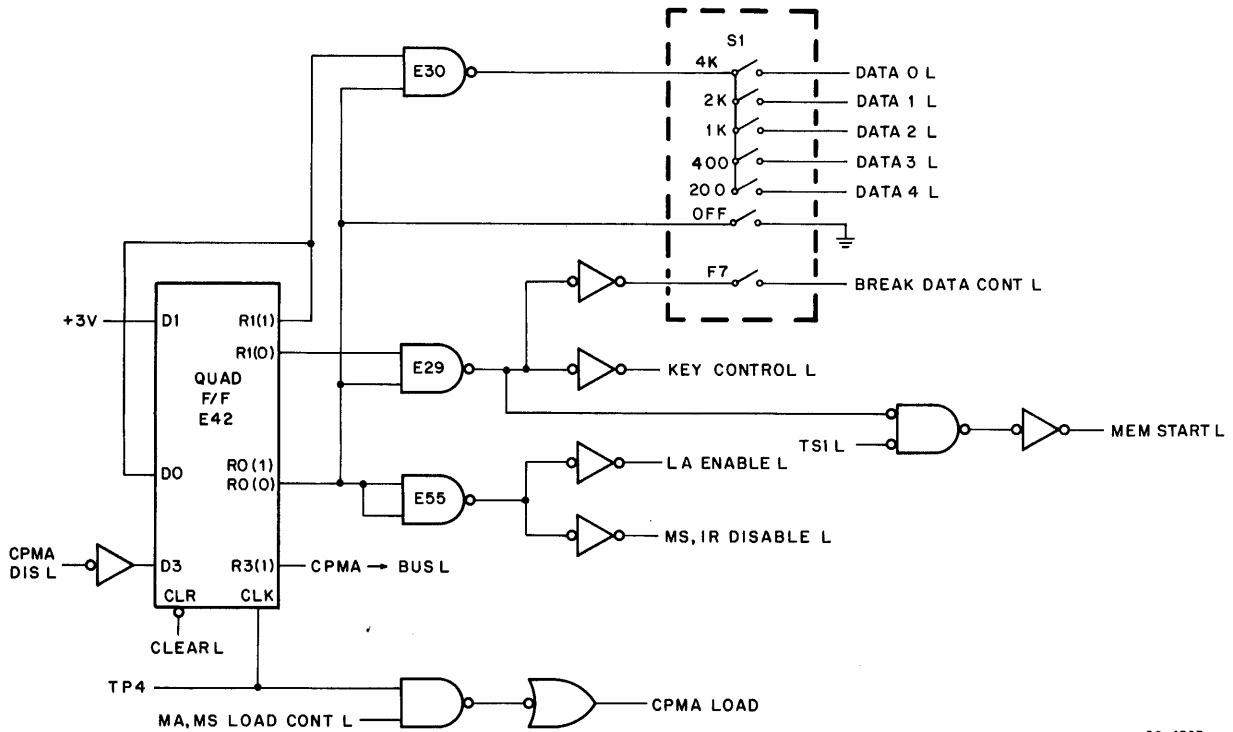 S1
4K
DATA 0 L
2K
DATA 1 L
1K
DATA 2 L
400
DATA 3 L
200
DATA 4 L
OFF
F7
BREAK DATA CONT L
E30
+3V
D1
R1(1)
R1(0)
QUAD
F/F
E42
E29
KEY CONTROL L
TS1 L
MEM START L
D0
R0(1)
R0(0)
E55
LA ENABLE L
MS, IR DISABLE L
CPMA
DIS L
D3
R3(1)
CPMA → BUS L
CLR
CLK
CLEAR L
TP4
MA, MS LOAD CONT L
CPMA LOAD